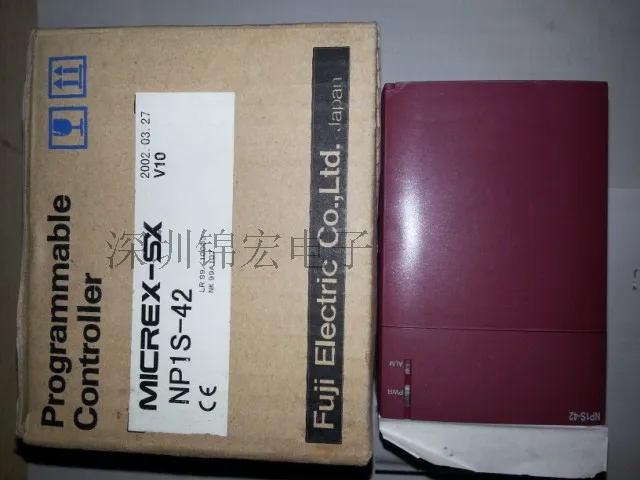 Programmable
Controller
MICREX-SX
NP1S-42
2002. 03. 27
V10
Fuji Electric Co.,Ltd. Japan
深圳锦宏电子
ALM
PWR
NP1S-42